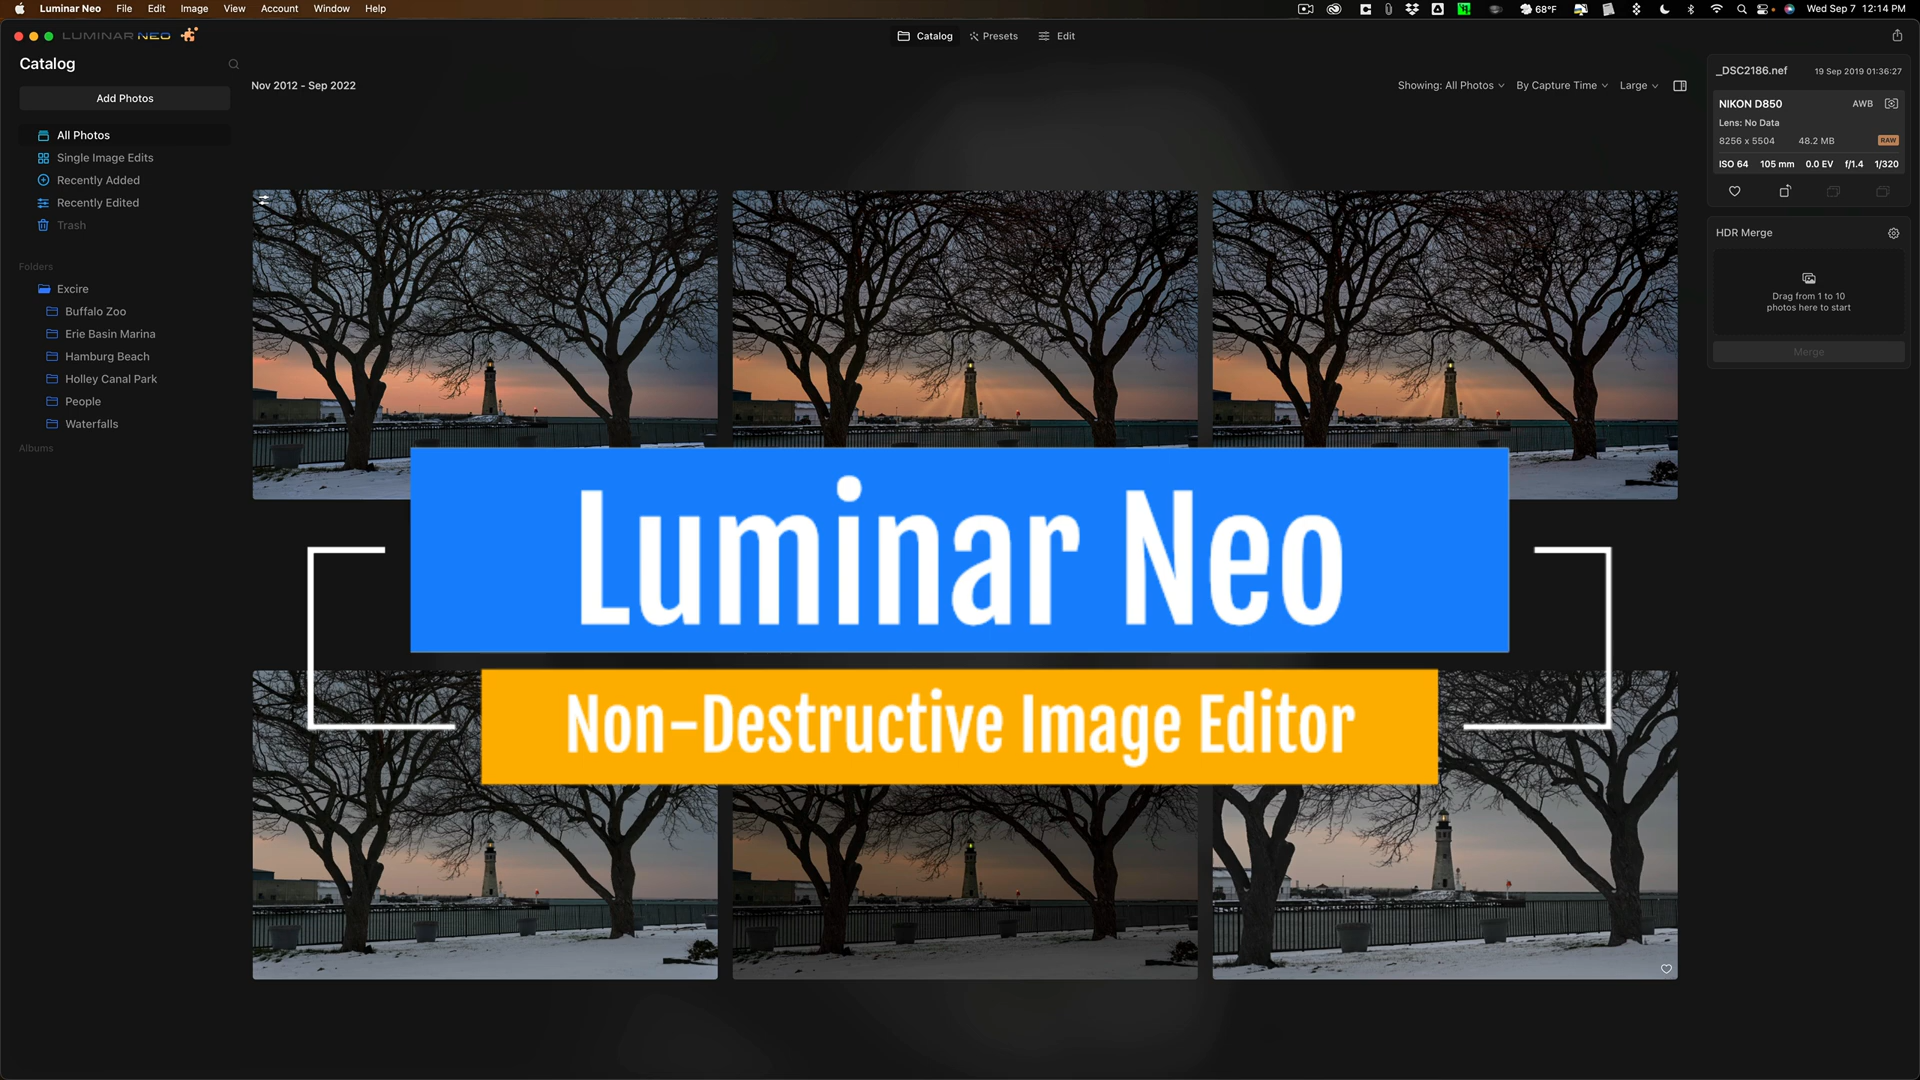 Luminar Neo File Edit Image View Account Window Help
68°F Wed Sep 7 12:14 PM
LUMINAR NEO
Catalog Presets Edit
Catalog
Add Photos
All Photos
Single Image Edits
Recently Added
Recently Edited
Trash
Folders
Excire
Buffalo Zoo
Erie Basin Marina
Hamburg Beach
Holley Canal Park
People
Waterfalls
Albums
Nov 2012 - Sep 2022
Showing: All Photos By Capture Time Large
_DSC2186.nef 19 Sep 2019 01:36:27
NIKON D850 AWB
Lens: No Data
8256 x 5504 48.2 MB RAW
ISO 64 105 mm 0.0 EV f/1.4 1/320
HDR Merge
Drag from 1 to 10
photos here to start
Merge
Luminar Neo
Non-Destructive Image Editor